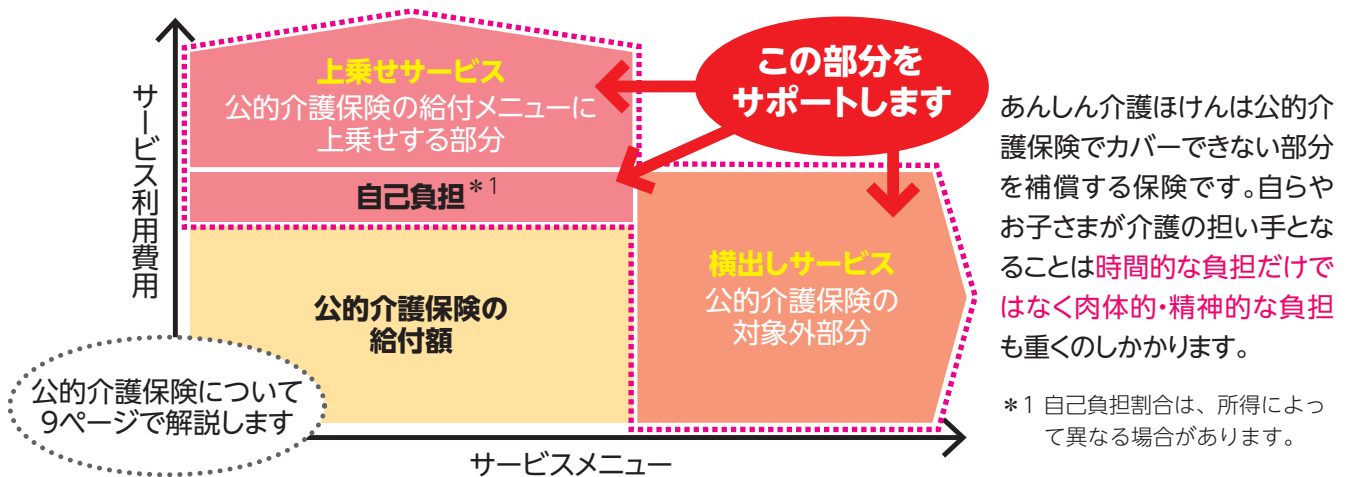 サービス利用費用
上乗せサービス
公的介護保険の給付メニューに
上乗せする部分
自己負担＊1
公的介護保険の
給付額
この部分を
サポートします
横出しサービス
公的介護保険の
対象外部分
公的介護保険について
9ページで解説します
サービスメニュー
あんしん介護ほけんは公的介
護保険でカバーできない部分
を補償する保険です。自らや
お子さまが介護の担い手とな
ることは時間的な負担だけで
はなく肉体的・精神的な負担
も重くのしかかります。
＊1 自己負担割合は、所得によっ
て異なる場合があります。